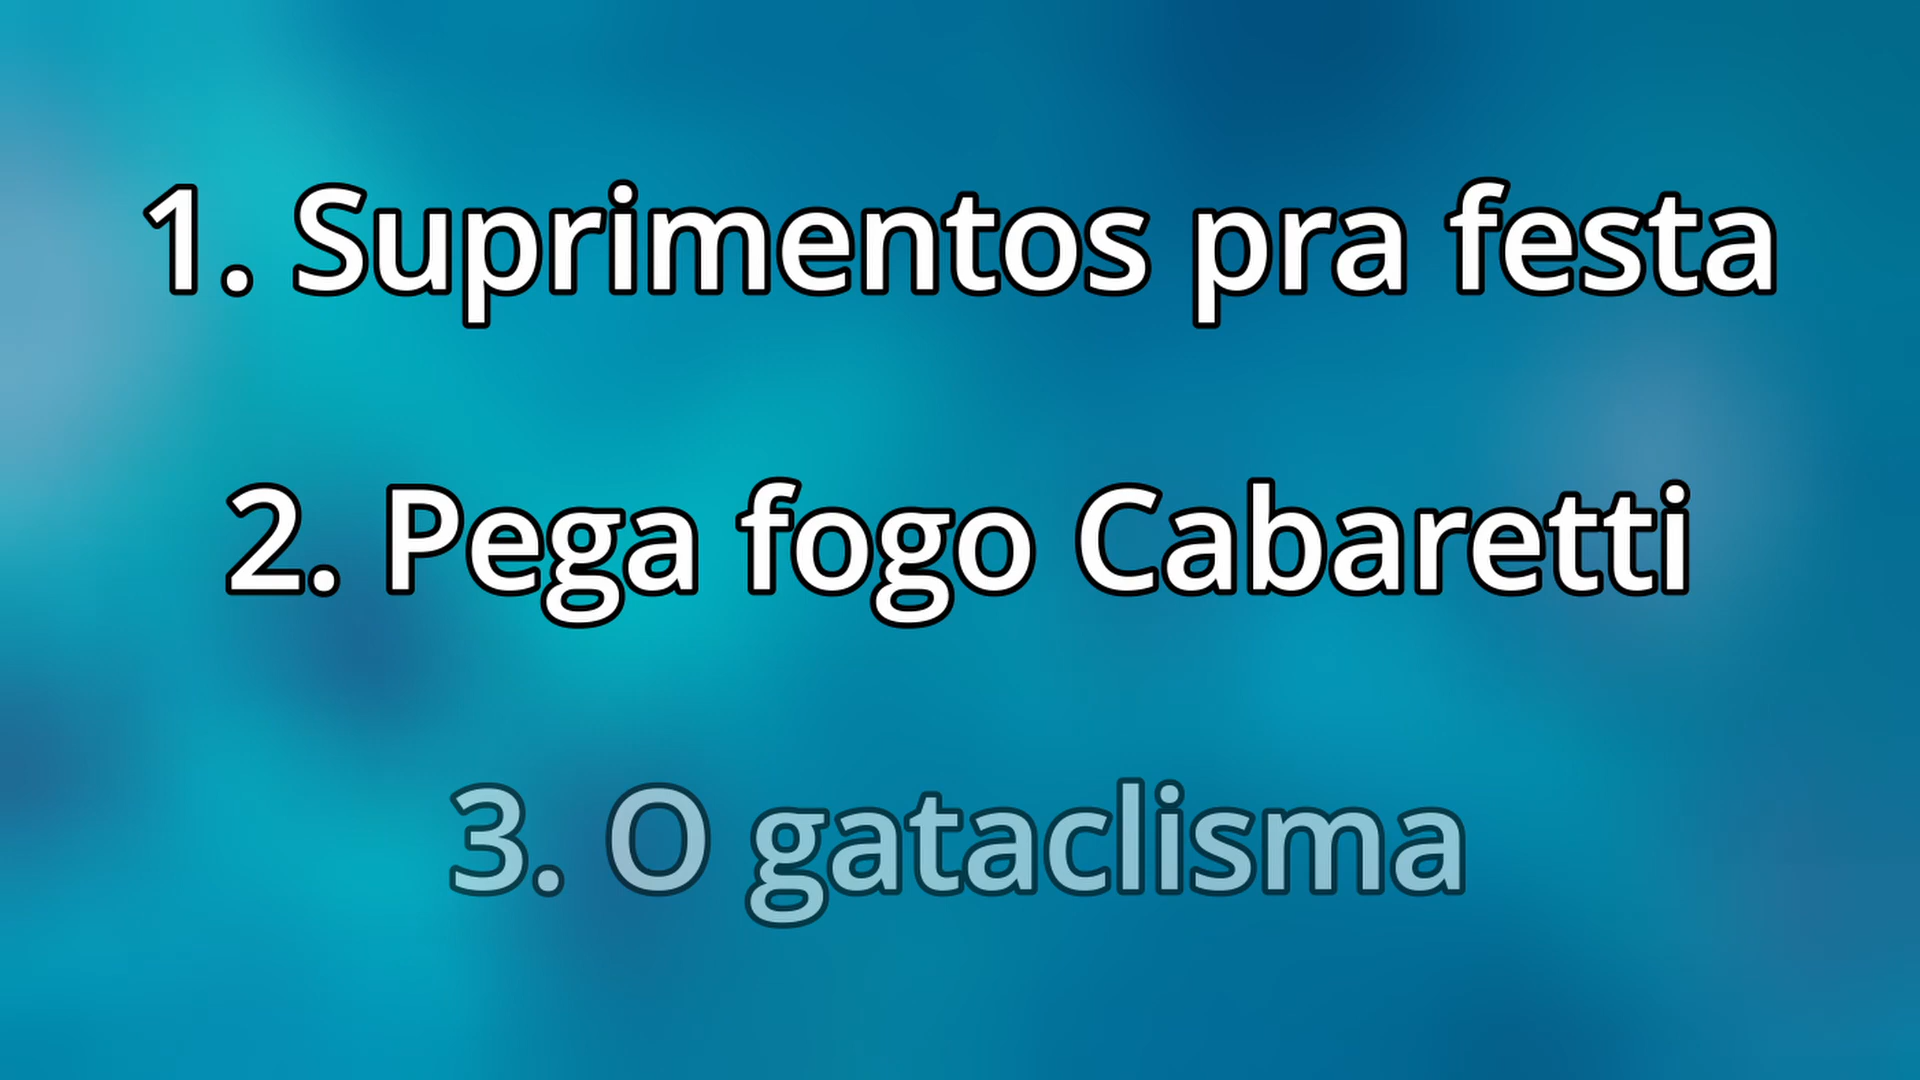 1. Suprimentos pra festa
2. Pega fogo Cabaretti
3. O gataclisma